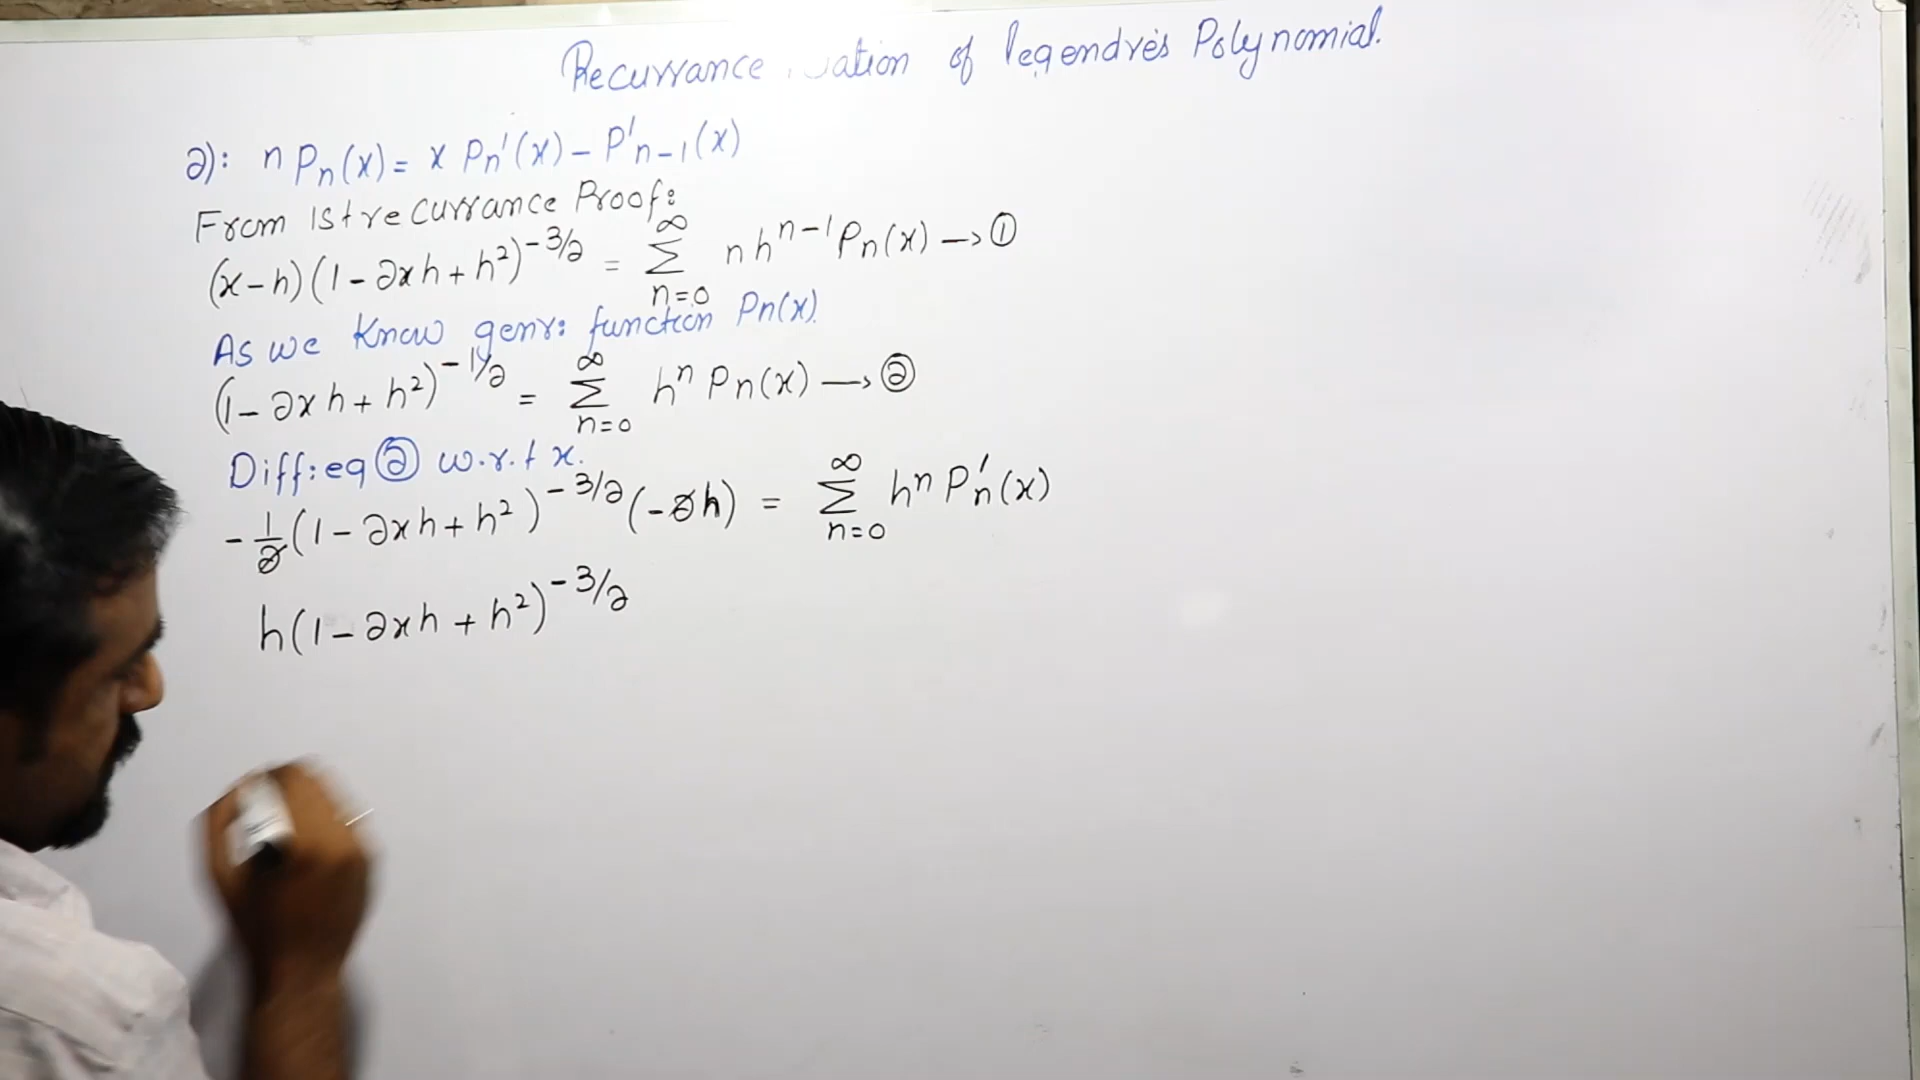 Recurrance ation of legendre's Polynomial.
2): n Pn(x) = x Pn'(x) - P'n-1(x)
From 1st recurrance Proof:
(x-h)(1-2xh+h²)^-3/2 = ∞ Σ n=0 n h^n-1 Pn(x) → ①
As we Know genr: function Pn(x).
(1-2xh+h²)^-1/2 = ∞ Σ n=0 h^n Pn(x) → ②
Diff: eq ② w.r.t x.
-1/2 (1-2xh+h²)^-3/2 (-2h) = ∞ Σ n=0 h^n P'n(x)
h(1-2xh+h²)^-3/2